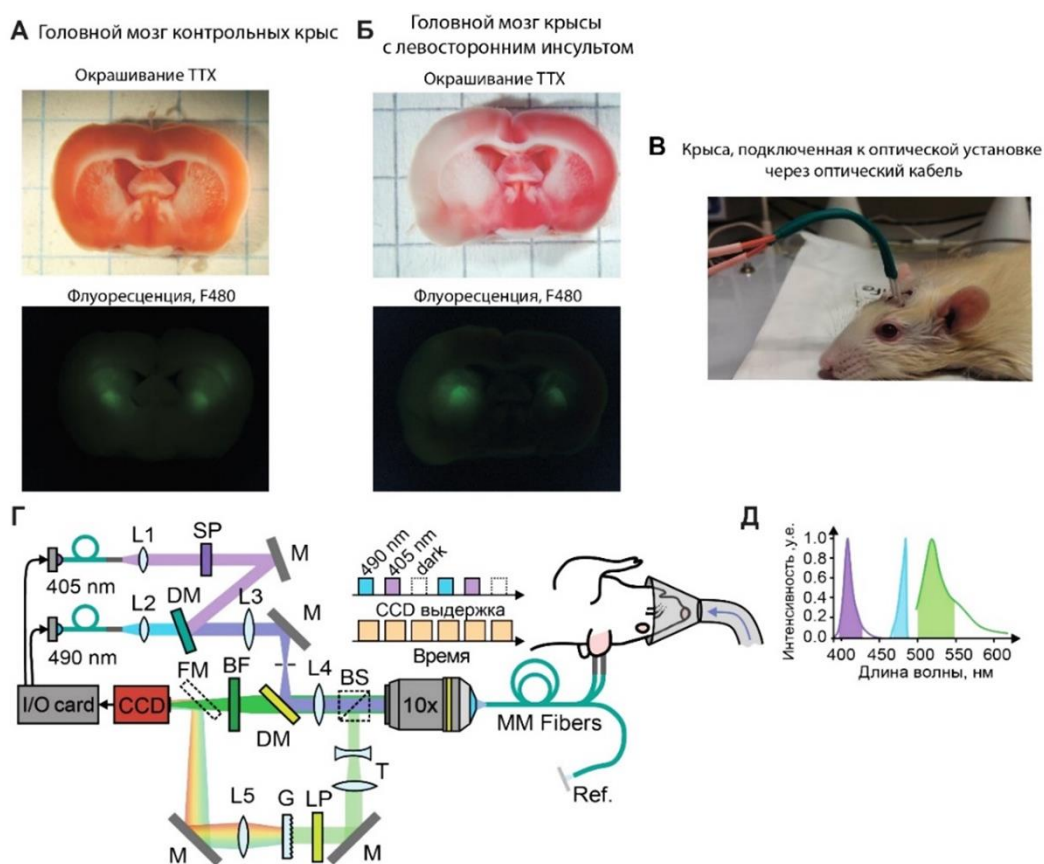 А Головной мозг контрольных крыс
Окрашивание ТТХ
Флуоресценция, F480
Б Головной мозг крысы
с левосторонним инсультом
Окрашивание ТТХ
Флуоресценция, F480
В Крыса, подключенная к оптической установке
через оптический кабель
Г
L1
SP
M
405 nm
L2
DM
L3
M
490 nm
FM
BF
L4
BS
I/O card
CCD
DM
10x
MM Fibers
T
L5
G
LP
M
M
Ref.
490 nm
405 nm
dark
CCD выдержка
Время
Д
Интенсивность .у.е.
1.0
0.8
0.6
0.4
0.2
0.0
400 450 500 550 600
Длина волны, нм